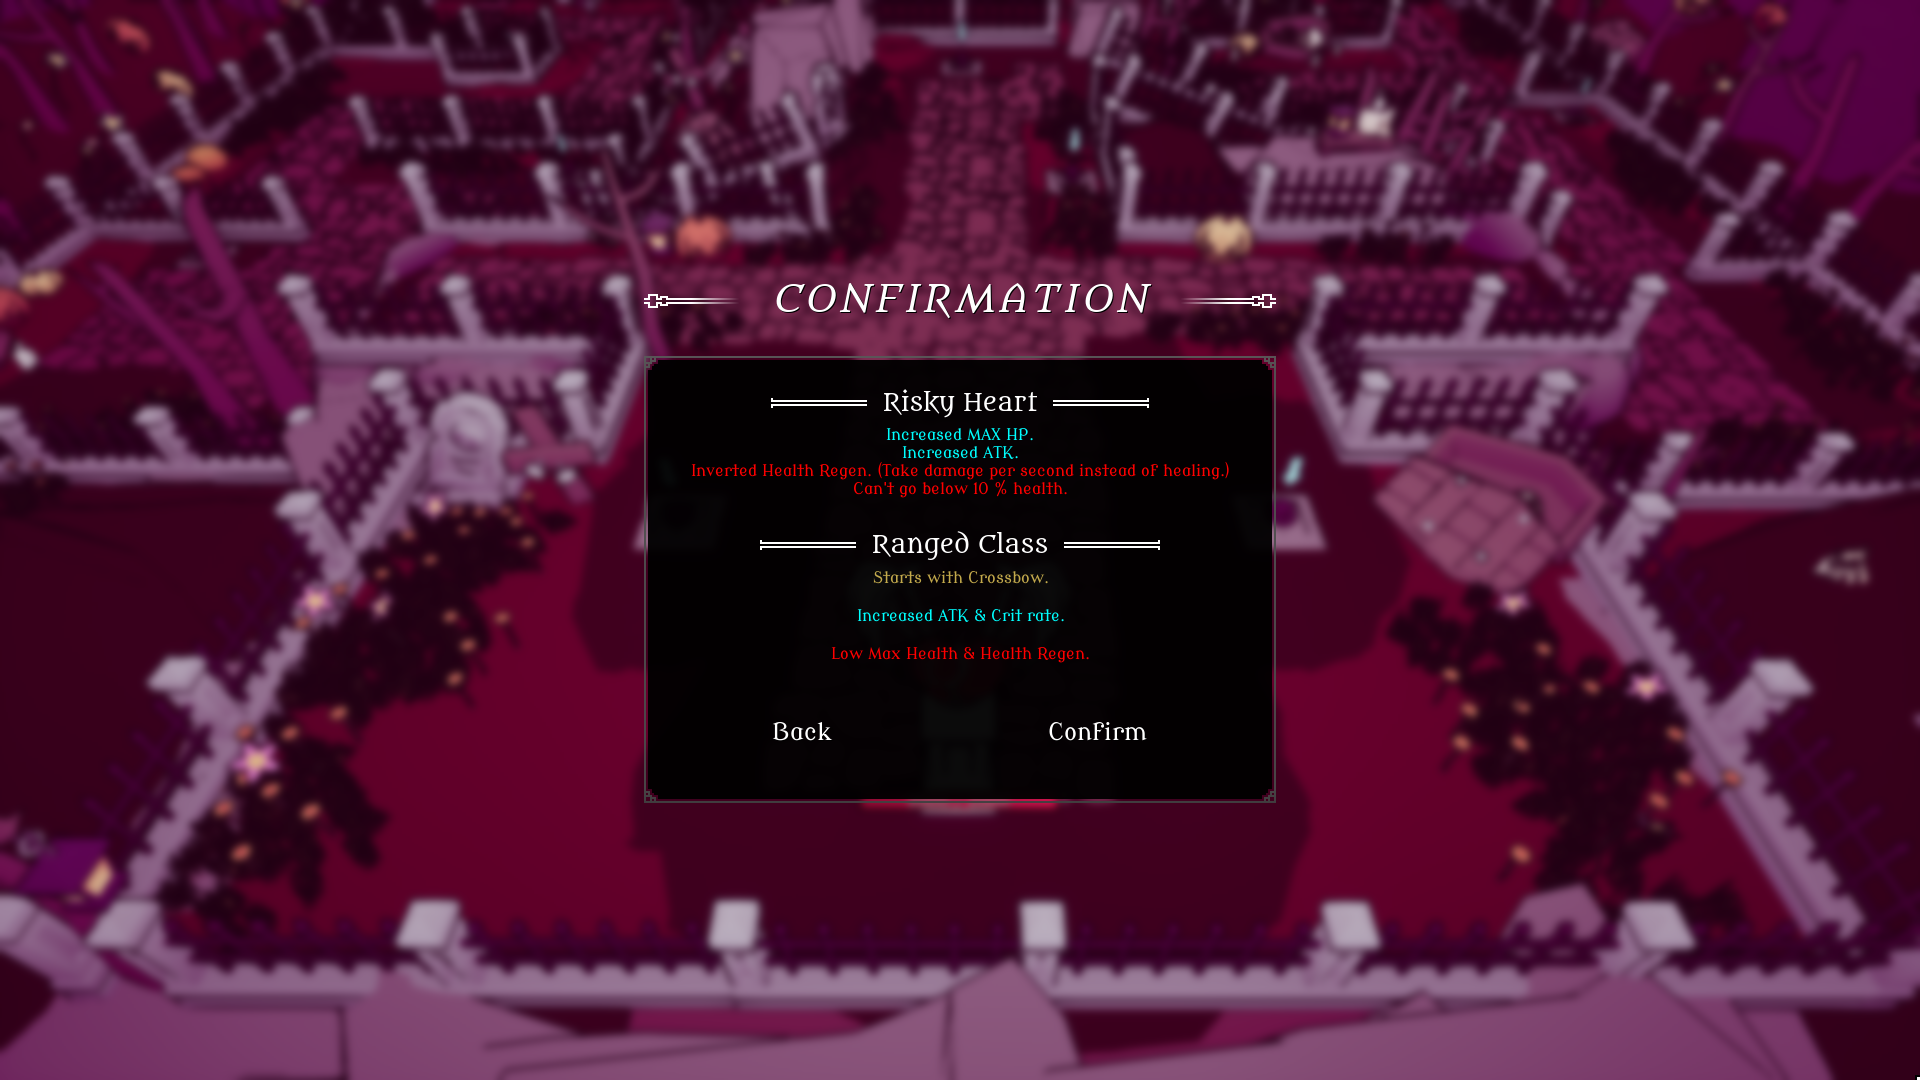 CONFIRMATION
Risky Heart
Increased MAX HP.
Increased ATK.
Inverted Health Regen. (Take damage per second instead of healing.)
Can't go below 10 % health.
Ranged Class
Starts with Crossbow.
Increased ATK & Crit rate.
Low Max Health & Health Regen.
Back
Confirm